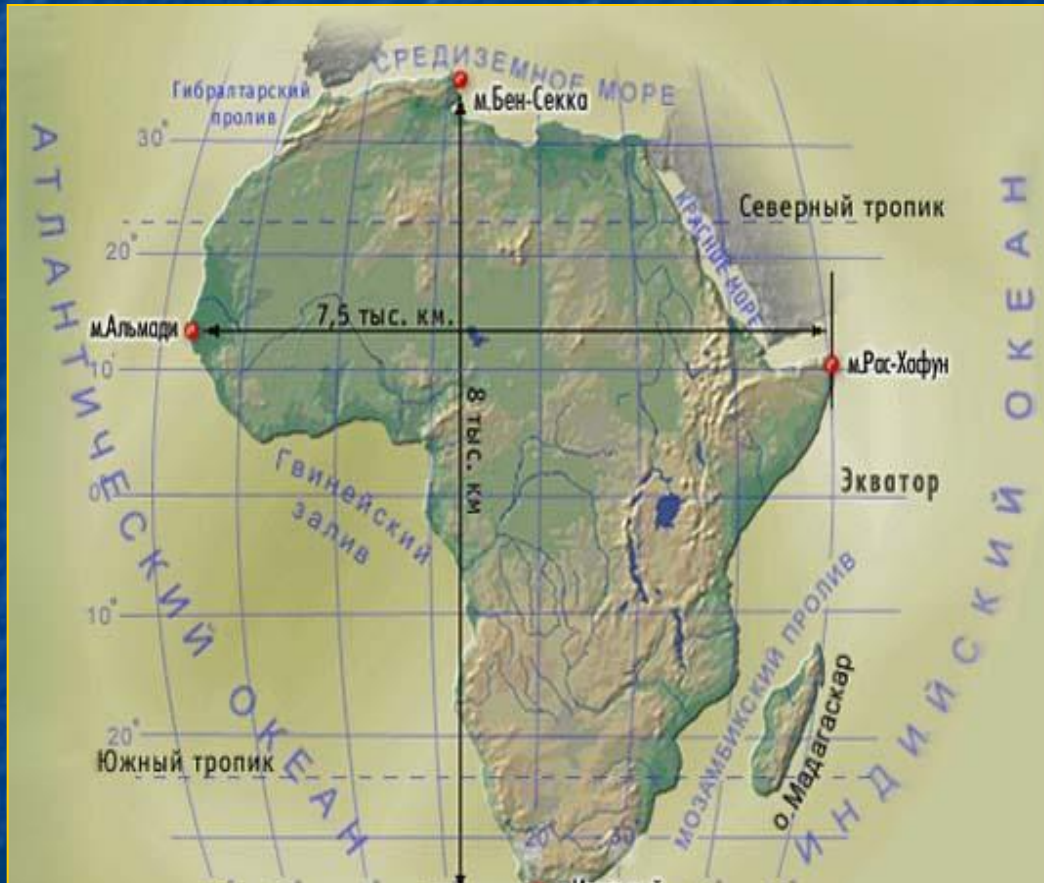 СРЕДИЗЕМНОЕ МОРЕ
Гибралтарский
пролив
м.Бен-Секка
30°
АТЛАНТИЧЕСКИЙ ОКЕАН
ИНДИЙСКИЙ ОКЕАН
КРАСНОЕ МОРЕ
Северный тропик
20°
7,5 тыс. км.
м.Альмади
10°
м.Рас-Хафун
8 тыс. км
Гвинейский
залив
0°
Экватор
10°
МОЗАМБИКСКИЙ ПРОЛИВ
о.Мадагаскар
20°
Южный тропик
20°
30°